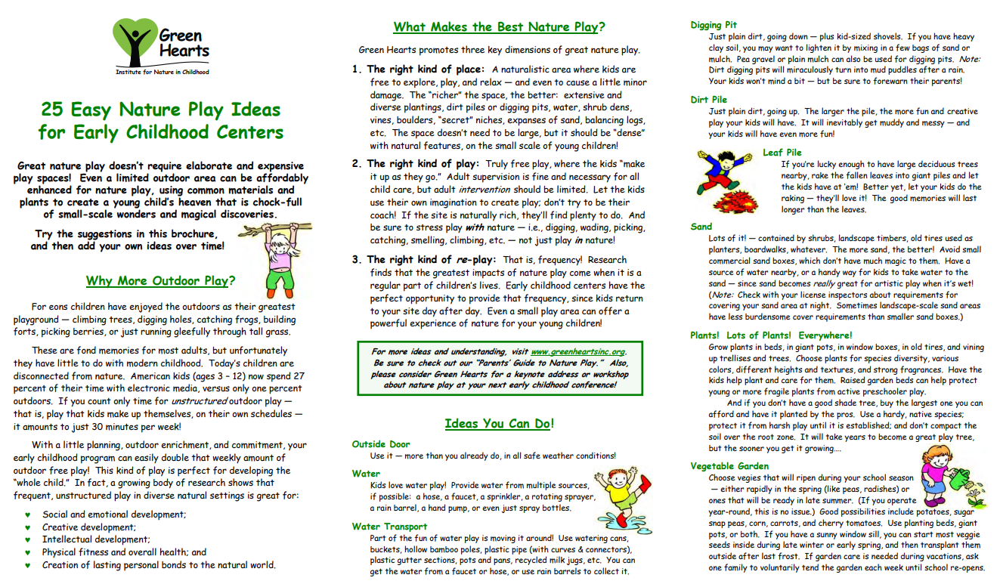 Green
Hearts
Institute for Nature in Childhood
25 Easy Nature Play Ideas
for Early Childhood Centers
Great nature play doesn't require elaborate and expensive
play spaces!  Even a limited outdoor area can be affordably
enhanced for nature play, using common materials and
plants to create a young child's heaven that is chock-full
of small-scale wonders and magical discoveries.
Try the suggestions in this brochure,
and then add your own ideas over time!
Why More Outdoor Play?
For eons children have enjoyed the outdoors as their greatest
playground — climbing trees, digging holes, catching frogs, building
forts, picking berries, or just running gleefully through tall grass.
These are fond memories for most adults, but unfortunately
they have little to do with modern childhood.  Today's children are
disconnected from nature.  American kids (ages 3 – 12) now spend 27
percent of their time with electronic media, versus only one percent
outdoors.  If you count only time for unstructured outdoor play —
that is, play that kids make up themselves, on their own schedules —
it amounts to just 30 minutes per week!
With a little planning, outdoor enrichment, and commitment, your
early childhood program can easily double that weekly amount of
outdoor free play!  This kind of play is perfect for developing the
"whole child."  In fact, a growing body of research shows that
frequent, unstructured play in diverse natural settings is great for:
♥ Social and emotional development;
♥ Creative development;
♥ Intellectual development;
♥ Physical fitness and overall health; and
♥ Creation of lasting personal bonds to the natural world.
What Makes the Best Nature Play?
Green Hearts promotes three key dimensions of great nature play.
1. The right kind of place:  A naturalistic area where kids are
free to explore, play, and relax — and even to cause a little minor
damage.  The "richer" the space, the better:  extensive and
diverse plantings, dirt piles or digging pits, water, shrub dens,
vines, boulders, "secret" niches, expanses of sand, balancing logs,
etc.  The space doesn't need to be large, but it should be "dense"
with natural features, on the small scale of young children!
2. The right kind of play:  Truly free play, where the kids "make
it up as they go."  Adult supervision is fine and necessary for all
child care, but adult intervention should be limited.  Let the kids
use their own imagination to create play; don't try to be their
coach!  If the site is naturally rich, they'll find plenty to do.  And
be sure to stress play with nature — i.e., digging, wading, picking,
catching, smelling, climbing, etc. — not just play in nature!
3. The right kind of re-play:  That is, frequency!  Research
finds that the greatest impacts of nature play come when it is a
regular part of children's lives.  Early childhood centers have the
perfect opportunity to provide that frequency, since kids return
to your site day after day.  Even a small play area can offer a
powerful experience of nature for your young children!
For more ideas and understanding, visit www.greenheartsinc.org.
Be sure to check out our "Parents' Guide to Nature Play."  Also,
please consider Green Hearts for a keynote address or workshop
about nature play at your next early childhood conference!
Ideas You Can Do!
Outside Door
Use it — more than you already do, in all safe weather conditions!
Water
Kids love water play!  Provide water from multiple sources,
if possible:  a hose, a faucet, a sprinkler, a rotating sprayer,
a rain barrel, a hand pump, or even just spray bottles.
Water Transport
Part of the fun of water play is moving it around!  Use watering cans,
buckets, hollow bamboo poles, plastic pipe (with curves & connectors),
plastic gutter sections, pots and pans, recycled milk jugs, etc.  You can
get the water from a faucet or hose, or use rain barrels to collect it.
Digging Pit
Just plain dirt, going down — plus kid-sized shovels.  If you have heavy
clay soil, you may want to lighten it by mixing in a few bags of sand or
mulch.  Pea gravel or plain mulch can also be used for digging pits.  Note:
Dirt digging pits will miraculously turn into mud puddles after a rain.
Your kids won't mind a bit — but be sure to forewarn their parents!
Dirt Pile
Just plain dirt, going up.  The larger the pile, the more fun and creative
play your kids will have.  It will inevitably get muddy and messy — and
your kids will have even more fun!
Leaf Pile
If you're lucky enough to have large deciduous trees
nearby, rake the fallen leaves into giant piles and let
the kids have at 'em!  Better yet, let your kids do the
raking — they'll love it!  The good memories will last
longer than the leaves.
Sand
Lots of it! — contained by shrubs, landscape timbers, old tires used as
planters, boardwalks, whatever.  The more sand, the better!  Avoid small
commercial sand boxes, which don't have much magic to them.  Have a
source of water nearby, or a handy way for kids to take water to the
sand — since sand becomes really great for artistic play when it's wet!
(Note:  Check with your license inspectors about requirements for
covering your sand area at night.  Sometimes landscape-scale sand areas
have less burdensome cover requirements than smaller sand boxes.)
Plants!  Lots of Plants!  Everywhere!
Grow plants in beds, in giant pots, in window boxes, in old tires, and vining
up trellises and trees.  Choose plants for species diversity, various
colors, different heights and textures, and strong fragrances.  Have the
kids help plant and care for them.  Raised garden beds can help protect
young or more fragile plants from active preschooler play.
And if you don't have a good shade tree, buy the largest one you can
afford and have it planted by the pros.  Use a hardy, native species;
protect it from harsh play until it is established; and don't compact the
soil over the root zone.  It will take years to become a great play tree,
but the sooner you get it growing….
Vegetable Garden
Choose vegies that will ripen during your school season
— either rapidly in the spring (like peas, radishes) or
ones that will be ready in late summer.  (If you operate
year-round, this is no issue.)  Good possibilities include potatoes, sugar
snap peas, corn, carrots, and cherry tomatoes.  Use planting beds, giant
pots, or both.  If you have a sunny window sill, you can start most veggie
seeds inside during late winter or early spring, and then transplant them
outside after last frost.  If garden care is needed during vacations, ask
one family to voluntarily tend the garden each week until school re-opens.